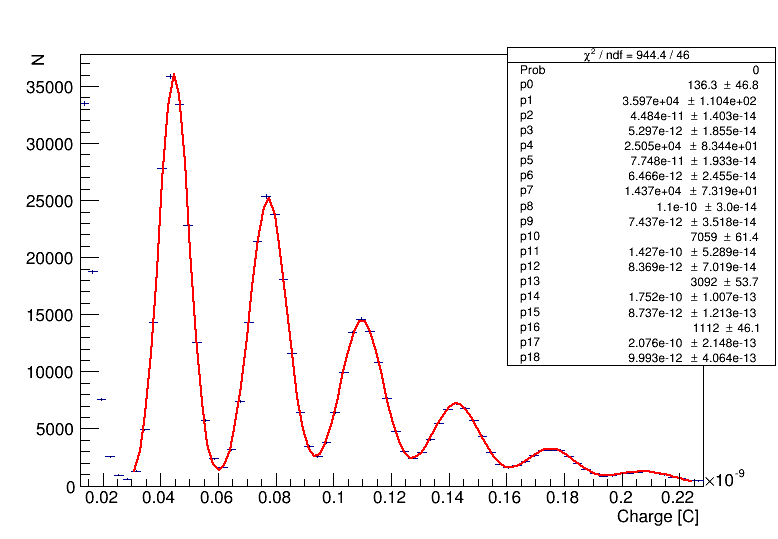 N
35000
30000
25000
20000
15000
10000
5000
0
0.02 0.04 0.06 0.08 0.1 0.12 0.14 0.16 0.18 0.2 0.22
×10⁻⁹
Charge [C]
χ² / ndf = 944.4 / 46
Prob 0
p0 136.3 ± 46.8
p1 3.597e+04 ± 1.104e+02
p2 4.484e-11 ± 1.403e-14
p3 5.297e-12 ± 1.855e-14
p4 2.505e+04 ± 8.344e+01
p5 7.748e-11 ± 1.933e-14
p6 6.466e-12 ± 2.455e-14
p7 1.437e+04 ± 7.319e+01
p8 1.1e-10 ± 3.0e-14
p9 7.437e-12 ± 3.518e-14
p10 7059 ± 61.4
p11 1.427e-10 ± 5.289e-14
p12 8.369e-12 ± 7.019e-14
p13 3092 ± 53.7
p14 1.752e-10 ± 1.007e-13
p15 8.737e-12 ± 1.213e-13
p16 1112 ± 46.1
p17 2.076e-10 ± 2.148e-13
p18 9.993e-12 ± 4.064e-13